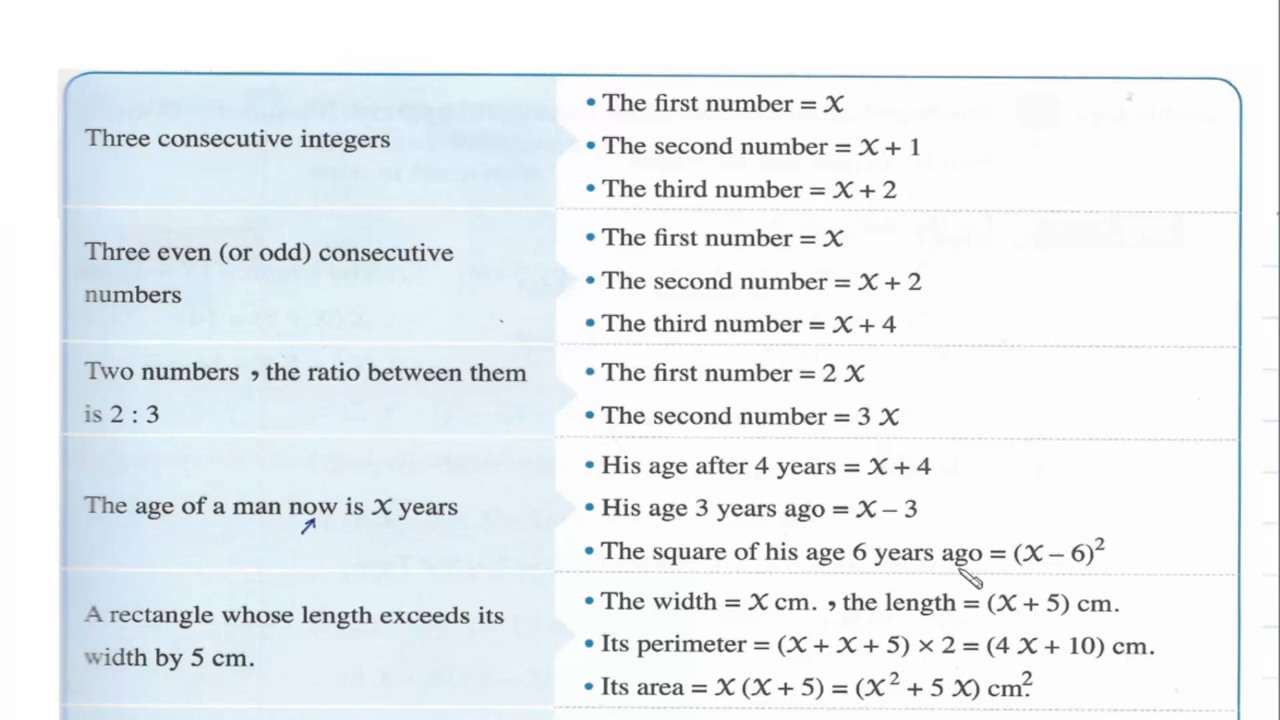 Three consecutive integers
• The first number = X
• The second number = X + 1
• The third number = X + 2
Three even (or odd) consecutive
numbers
• The first number = X
• The second number = X + 2
• The third number = X + 4
Two numbers , the ratio between them
is 2 : 3
• The first number = 2 X
• The second number = 3 X
The age of a man now is X years
• His age after 4 years = X + 4
• His age 3 years ago = X – 3
• The square of his age 6 years ago = (X – 6)²
A rectangle whose length exceeds its
width by 5 cm.
• The width = X cm. , the length = (X + 5) cm.
• Its perimeter = (X + X + 5) × 2 = (4 X + 10) cm.
• Its area = X (X + 5) = (X² + 5 X) cm².